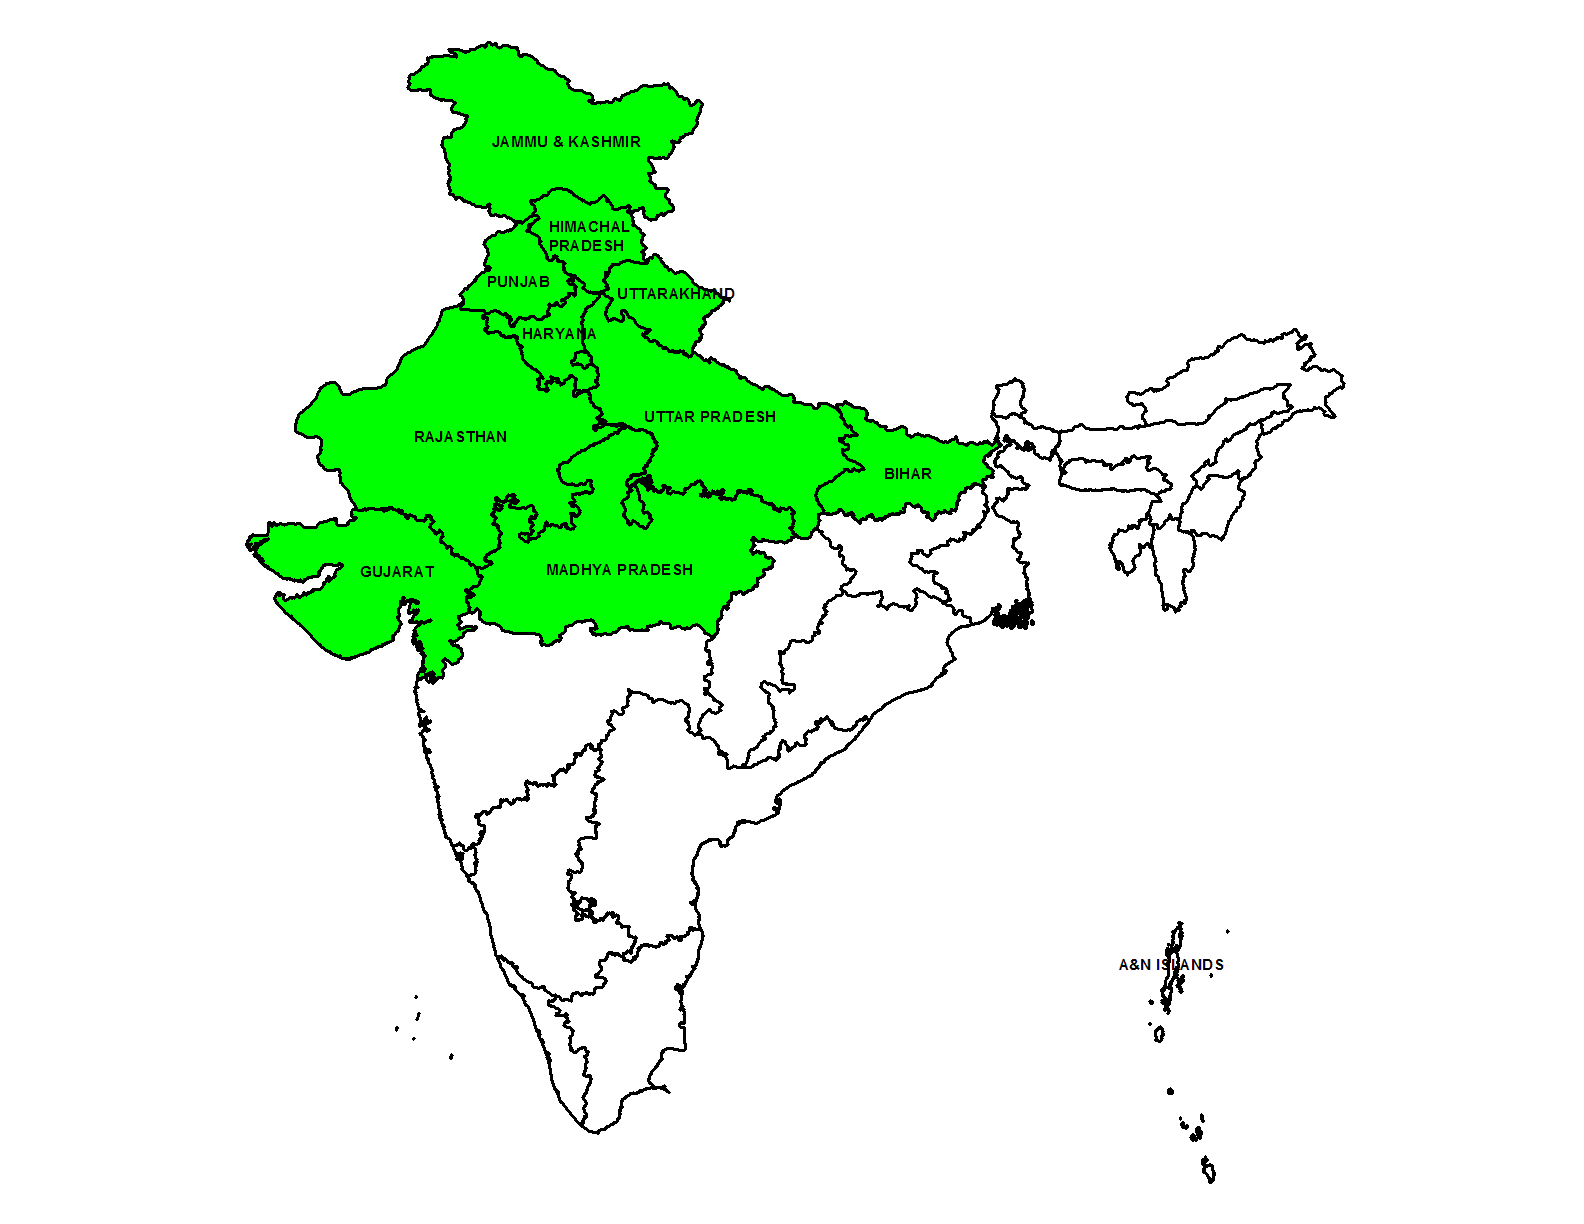 JAMMU & KASHMIR
HIMACHAL
PRADESH
PUNJAB
UTTARAKHAND
HARYANA
UTTAR PRADESH
RAJASTHAN
BIHAR
GUJARAT
MADHYA PRADESH
A&N ISLANDS